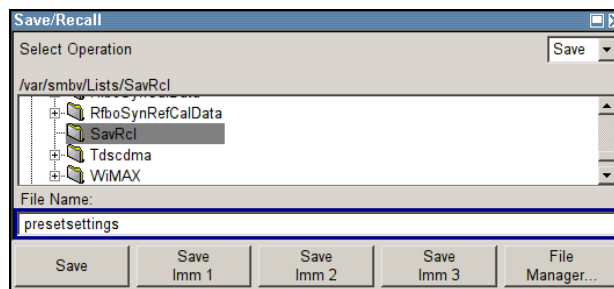 Save/Recall
Select Operation
Save
/var/smbv/Lists/SavRcl
RfboSynRefCalData
SavRcl
Tdscdma
WiMAX
File Name:
presetsettings
Save
Save
Imm 1
Save
Imm 2
Save
Imm 3
File
Manager...